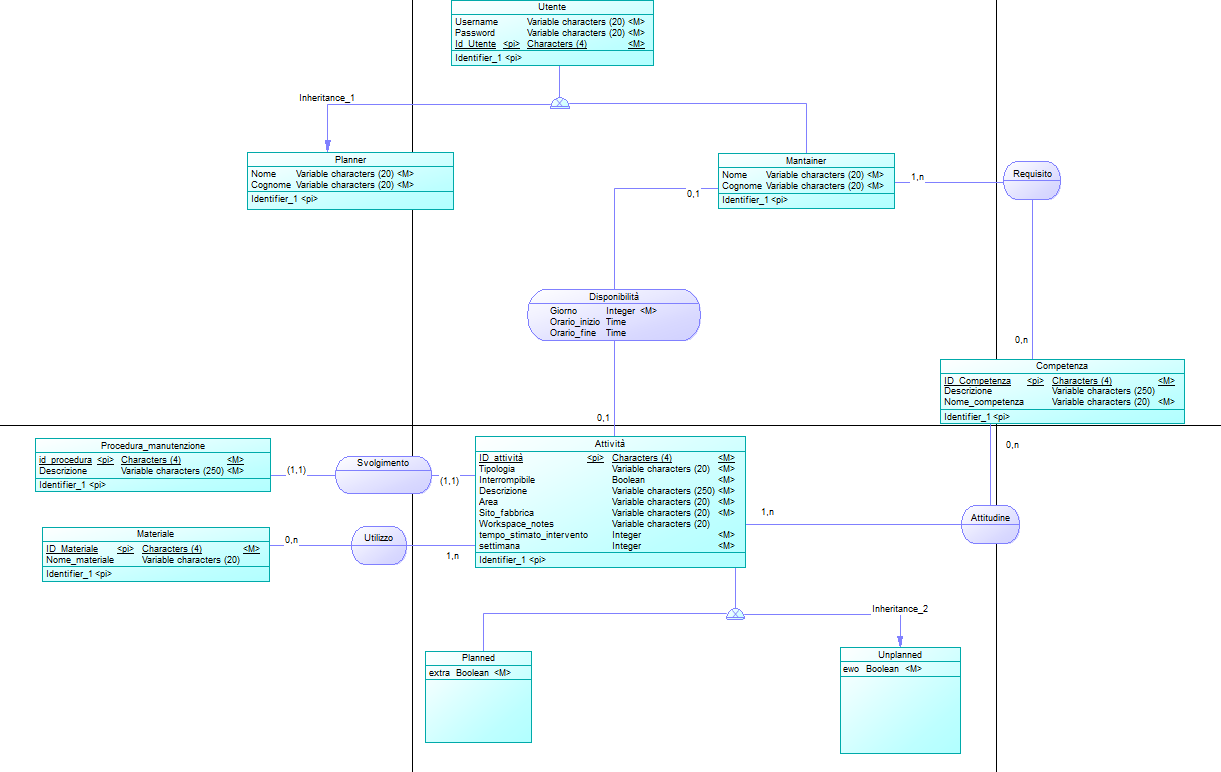 Utente
Username Variable characters (20) <M>
Password Variable characters (20) <M>
Id_Utente <pi> Characters (4) <M>
Identifier_1 <pi>
Inheritance_1
Planner
Nome Variable characters (20) <M>
Cognome Variable characters (20) <M>
Identifier_1 <pi>
Mantainer
Nome Variable characters (20) <M>
Cognome Variable characters (20) <M>
Identifier_1 <pi>
1,n
Requisito
0,1
Disponibilità
Giorno Integer <M>
Orario_inizio Time
Orario_fine Time
0,n
Competenza
ID_Competenza <pi> Characters (4) <M>
Descrizione Variable characters (250)
Nome_competenza Variable characters (20) <M>
Identifier_1 <pi>
0,1
0,n
Procedura_manutenzione
id_procedura <pi> Characters (4) <M>
Descrizione Variable characters (250) <M>
Identifier_1 <pi>
(1,1)
Svolgimento
(1,1)
Attività
ID_attività <pi> Characters (4) <M>
Tipologia Variable characters (20) <M>
Interrompibile Boolean <M>
Descrizione Variable characters (250) <M>
Area Variable characters (20) <M>
Sito_fabbrica Variable characters (20) <M>
Workspace_notes Variable characters (20)
tempo_stimato_intervento Integer <M>
settimana Integer <M>
Identifier_1 <pi>
1,n
Attitudine
Materiale
ID_Materiale <pi> Characters (4) <M>
Nome_materiale Variable characters (20)
Identifier_1 <pi>
0,n
Utilizzo
1,n
Inheritance_2
Planned
extra Boolean <M>
Unplanned
ewo Boolean <M>